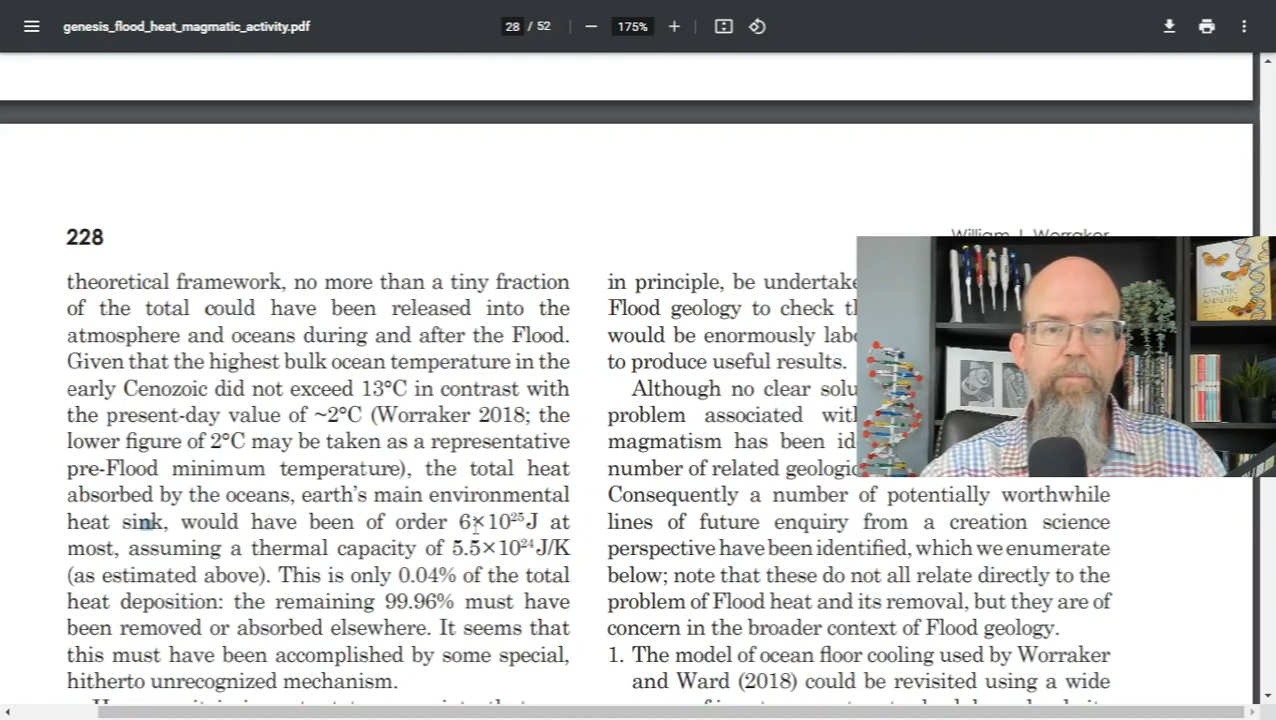 genesis_flood_heat_magmatic_activity.pdf
28 / 52
175%
228
William J. Worraker
theoretical framework, no more than a tiny fraction
of the total could have been released into the
atmosphere and oceans during and after the Flood.
Given that the highest bulk ocean temperature in the
early Cenozoic did not exceed 13°C in contrast with
the present-day value of ~2°C (Worraker 2018; the
lower figure of 2°C may be taken as a representative
pre-Flood minimum temperature), the total heat
absorbed by the oceans, earth’s main environmental
heat sink, would have been of order 6×10²⁵J at
most, assuming a thermal capacity of 5.5×10²⁴J/K
(as estimated above). This is only 0.04% of the total
heat deposition: the remaining 99.96% must have
been removed or absorbed elsewhere. It seems that
this must have been accomplished by some special,
hitherto unrecognized mechanism.
in principle, be undertake
Flood geology to check
would be enormously
to produce useful results.
Although no clear
problem associated
magmatism has been
number of related
Consequently a number of potentially worthwhile
lines of future enquiry from a creation science
perspective have been identified, which we enumerate
below; note that these do not all relate directly to the
problem of Flood heat and its removal, but they are of
concern in the broader context of Flood geology.
1. The model of ocean floor cooling used by Worraker
and Ward (2018) could be revisited using a wide